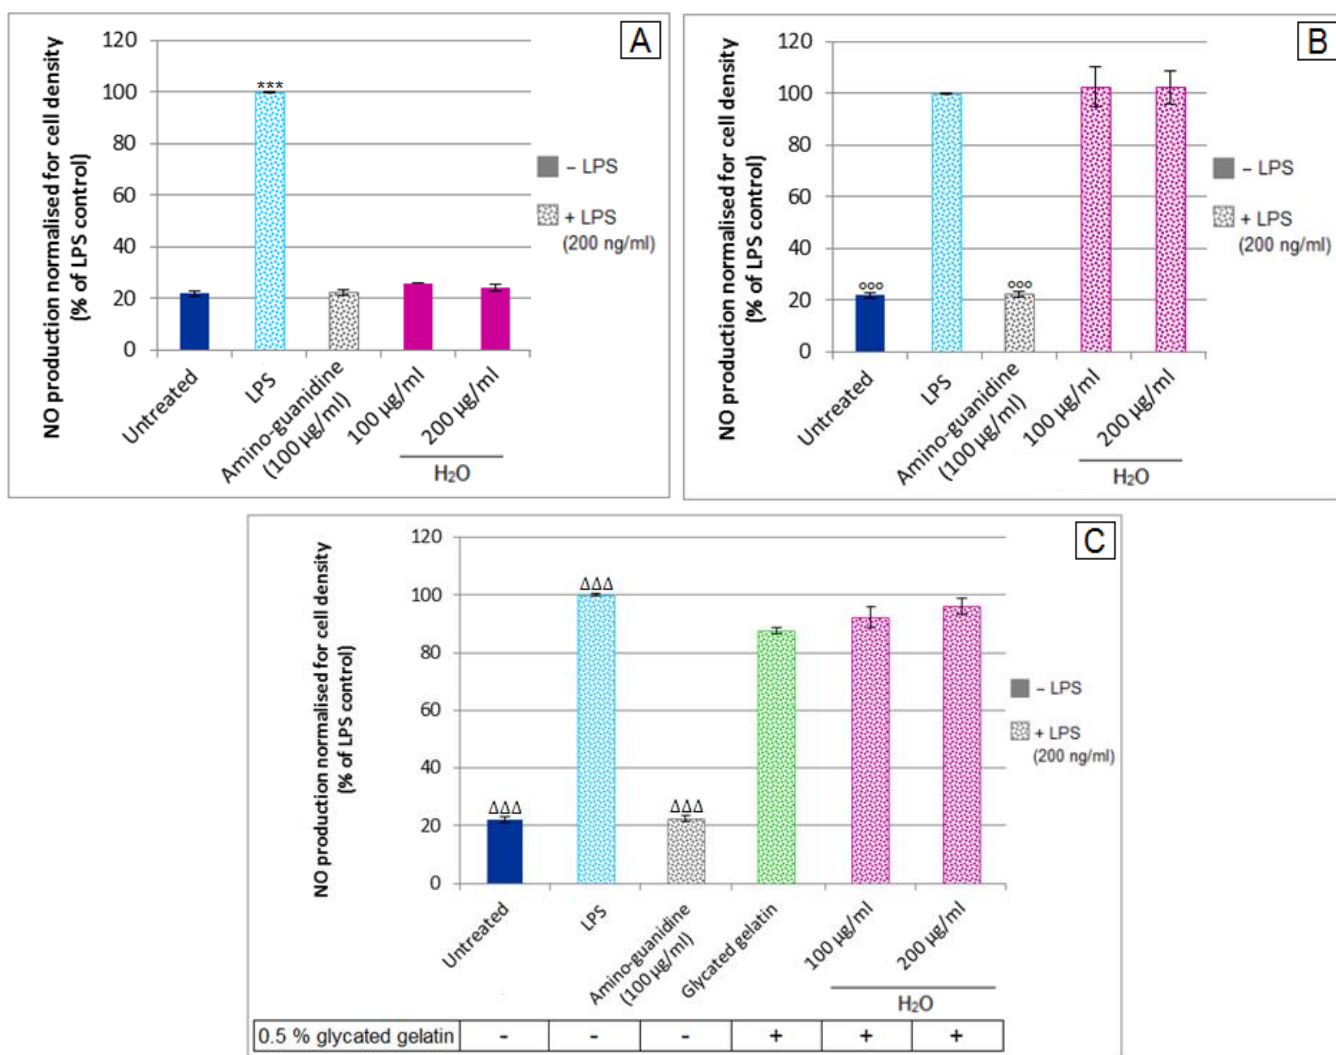 A
NO production normalised for cell density
(% of LPS control)
120
100
80
60
40
20
0
***
– LPS
+ LPS
(200 ng/ml)
Untreated
LPS
Amino-guanidine
(100 µg/ml)
100 µg/ml
200 µg/ml
H₂O
B
NO production normalised for cell density
(% of LPS control)
120
100
80
60
40
20
0
°°°
°°°
– LPS
+ LPS
(200 ng/ml)
Untreated
LPS
Amino-guanidine
(100 µg/ml)
100 µg/ml
200 µg/ml
H₂O
C
NO production normalised for cell density
(% of LPS control)
120
100
80
60
40
20
0
ΔΔΔ
ΔΔΔ
ΔΔΔ
– LPS
+ LPS
(200 ng/ml)
Untreated
LPS
Amino-guanidine
(100 µg/ml)
Glycated gelatin
100 µg/ml
200 µg/ml
H₂O
0.5 % glycated gelatin - - - + + +